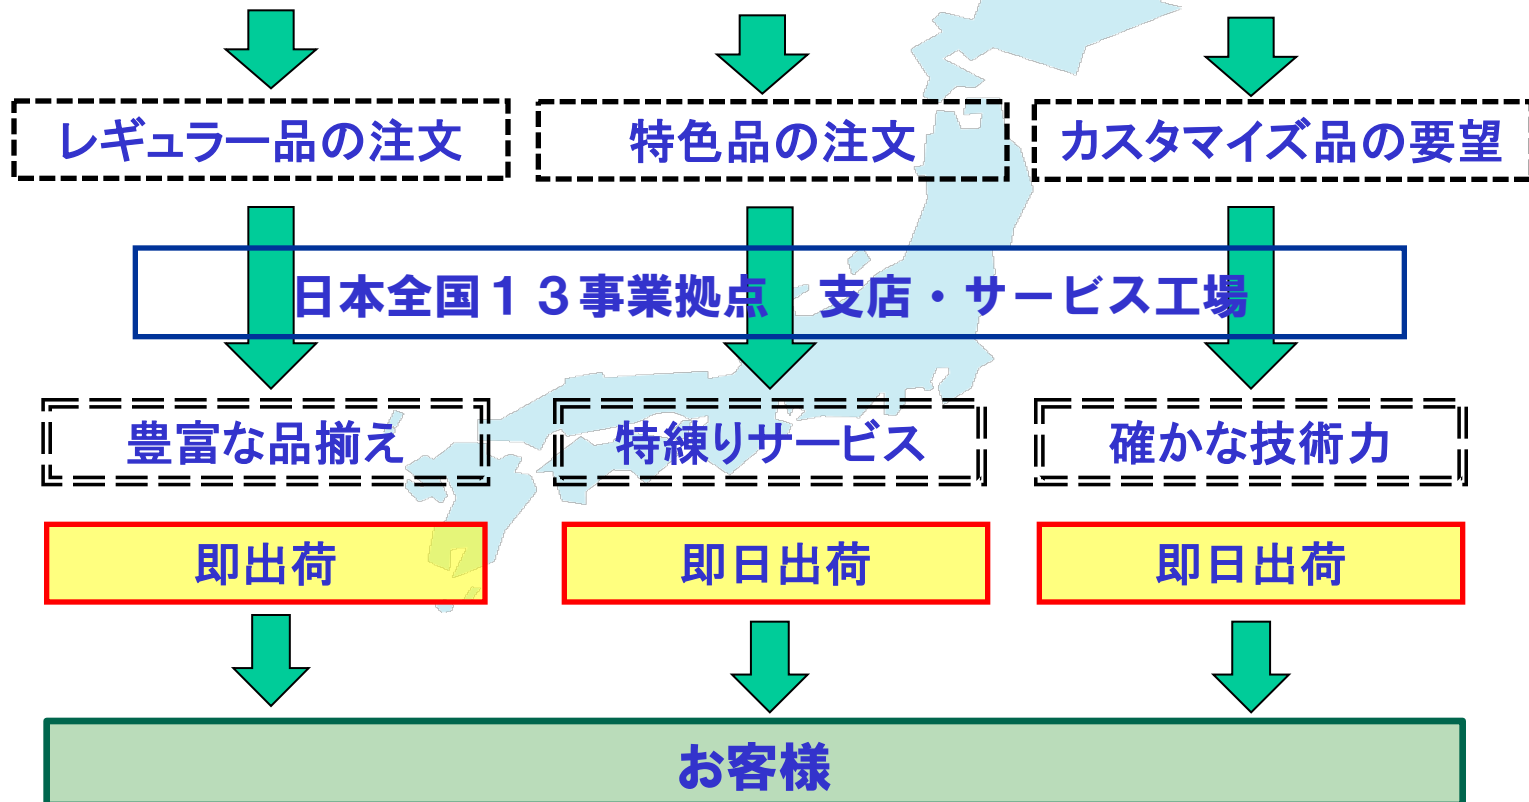 レギュラー品の注文
特色品の注文
カスタマイズ品の要望
日本全国１３事業拠点　支店・サービス工場
豊富な品揃え
特練りサービス
確かな技術力
即出荷
即日出荷
即日出荷
お客様